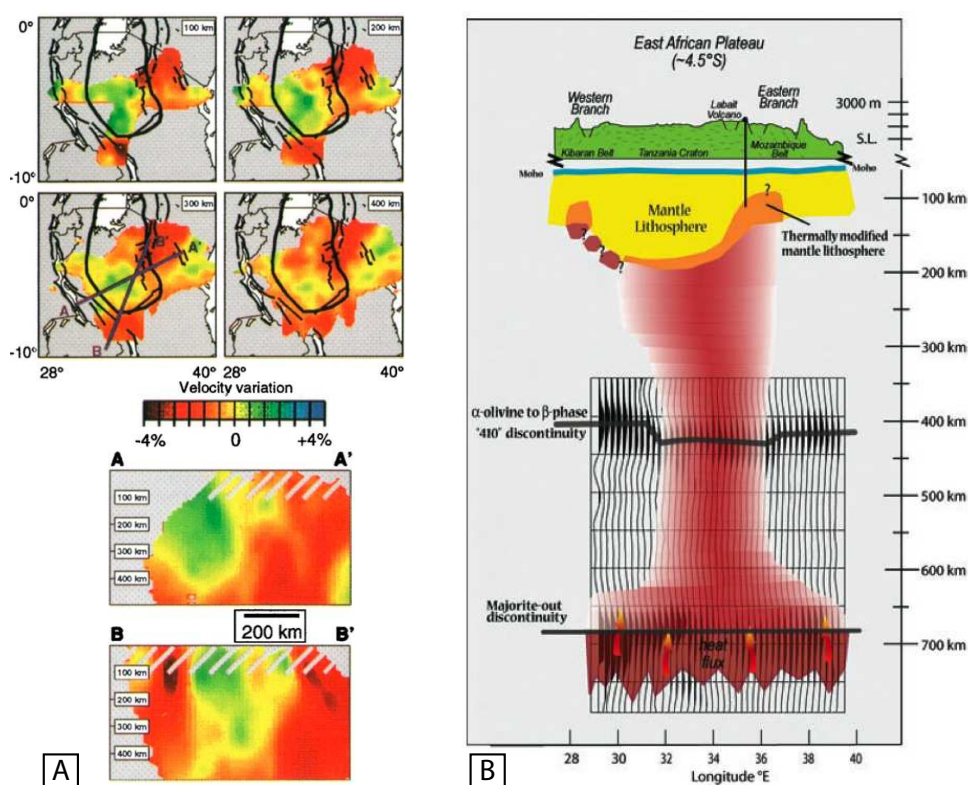 0°
100 km
200 km
-10°
0°
300 km
400 km
A
A'
B
B'
-10°
28°
40°
28°
40°
Velocity variation
-4%
0
+4%
A
A'
100 km
200 km
300 km
400 km
200 km
B
B'
100 km
200 km
300 km
400 km
A
East African Plateau
(~4.5°S)
Western
Branch
Labait
Volcano
Eastern
Branch
3000 m
S.L.
Kibaran Belt
Tanzania Craton
Mozambique
Belt
Moho
Moho
Mantle
Lithosphere
?
?
?
?
Thermally modified
mantle lithosphere
100 km
200 km
300 km
α-olivine to β-phase
"410" discontinuity
400 km
500 km
600 km
Majorite-out
discontinuity
heat
flux
700 km
28
30
32
34
36
38
40
Longitude °E
B